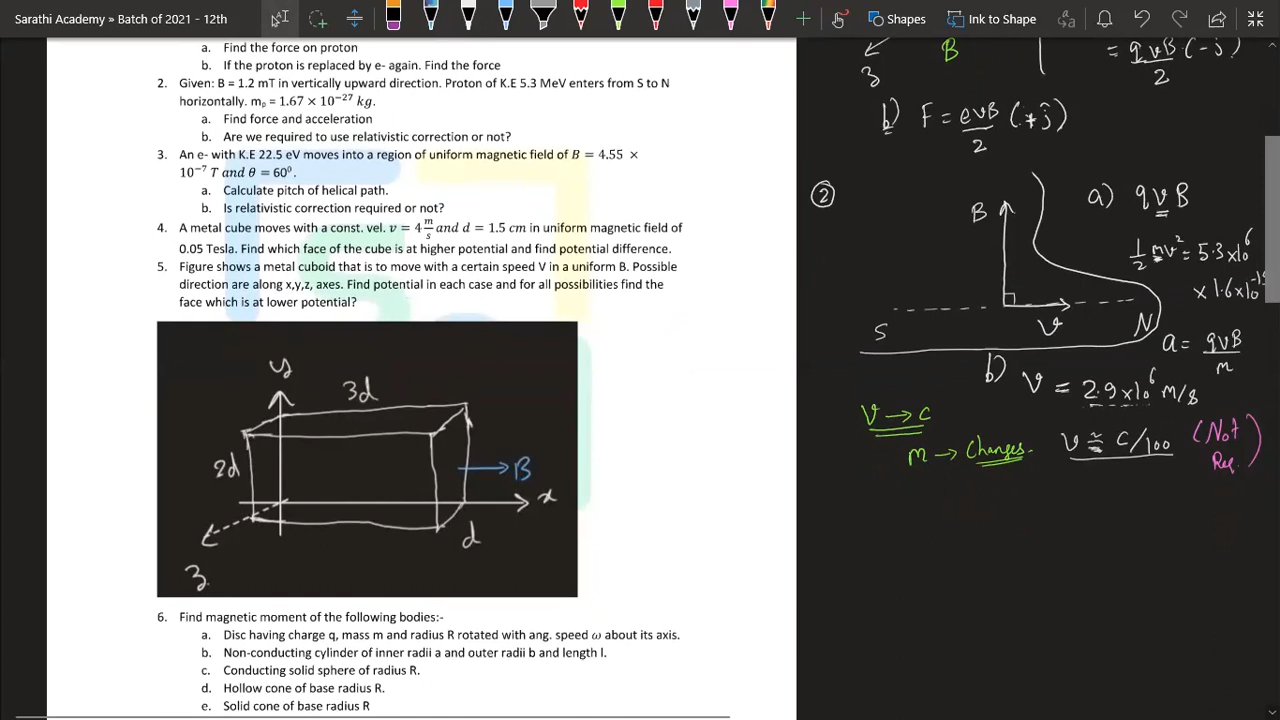 Sarathi Academy » Batch of 2021 - 12th
Shapes
Ink to Shape
a. Find the force on proton
b. If the proton is replaced by e- again. Find the force
2. Given: B = 1.2 mT in vertically upward direction. Proton of K.E 5.3 MeV enters from S to N
horizontally. mₚ = 1.67 × 10⁻²⁷ kg.
a. Find force and acceleration
b. Are we required to use relativistic correction or not?
3. An e- with K.E 22.5 eV moves into a region of uniform magnetic field of B = 4.55 ×
10⁻⁷ T and θ = 60⁰.
a. Calculate pitch of helical path.
b. Is relativistic correction required or not?
4. A metal cube moves with a const. vel. v = 4 m/s and d = 1.5 cm in uniform magnetic field of
0.05 Tesla. Find which face of the cube is at higher potential and find potential difference.
5. Figure shows a metal cuboid that is to move with a certain speed V in a uniform B. Possible
direction are along x,y,z, axes. Find potential in each case and for all possibilities find the
face which is at lower potential?
y
3d
2d
B
x
d
z
6. Find magnetic moment of the following bodies:-
a. Disc having charge q, mass m and radius R rotated with ang. speed ω about its axis.
b. Non-conducting cylinder of inner radii a and outer radii b and length l.
c. Conducting solid sphere of radius R.
d. Hollow cone of base radius R.
e. Solid cone of base radius R
B
= qvB/2 (-j)
z
b) F = evB/2 (+j)
②
B
a) qvB
1/2 mv² = 5.3×10⁶
× 1.6×10
S
v
N
a = qvB/m
b) V = 2.9×10⁶ m/s
V → C
m → Changes.
v ≈ C/100
(Not
Req.)